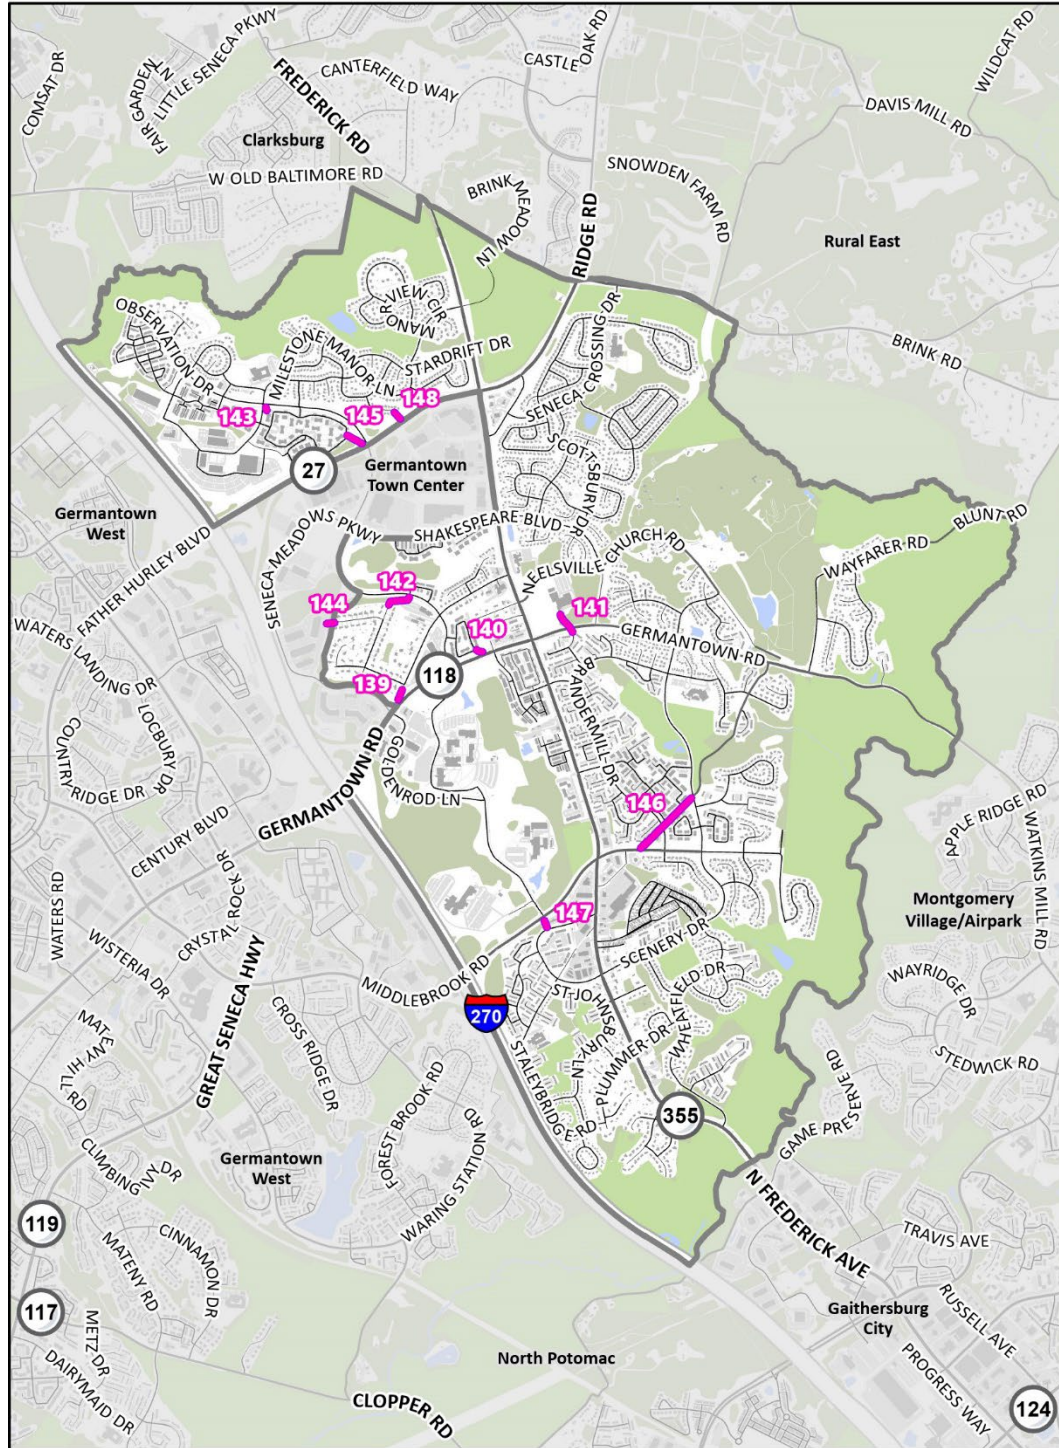 COMSAT DR
FAIR GARDEN LN
LITTLE SENECA PKWY
FREDERICK RD
CANTERFIELD WAY
CASTLE OAK RD
WILDCAT RD
DAVIS MILL RD
Clarksburg
W OLD BALTIMORE RD
BRINK MEADOW LN
SNOWDEN FARM RD
RIDGE RD
Rural East
BRINK RD
OBSERVATION DR
MANOR VIEW CIR
MILESTONE MANOR LN
STARDRIFT DR
SENECA CROSSING DR
143
145
148
27
Germantown
Town Center
SCOTTSBURY DR
Germantown
West
FATHER HURLEY BLVD
SENECA MEADOWS PKWY
SHAKESPEARE BLVD
NEELSVILLE CHURCH RD
BLUNT RD
WAYFARER RD
142
144
141
140
GERMANTOWN RD
WATERS LANDING DR
139
118
BRANDERMILL DR
LOCBURY DR
COUNTRY RIDGE DR
GOLDENROD LN
GERMANTOWN RD
146
APPLE RIDGE RD
WATKINS MILL RD
CENTURY BLVD
WATERS RD
CRYSTAL ROCK DR
WISTERIA DR
Montgomery
Village/Airpark
147
SCENERY DR
GREAT SENECA HWY
MIDDLEBROOK RD
WAYRIDGE DR
270
ST JOHNSBURY LN
WHEATFIELD DR
PLUMMER DR
STALEYBRIDGE RD
CROSS RIDGE DR
MATENY HILL RD
STEDWICK RD
GAME PRESERVE RD
FOREST BROOK RD
355
CLIMBING IVY DR
Germantown
West
WARING STATION RD
N FREDERICK AVE
119
CINNAMON DR
MATENY RD
TRAVIS AVE
117
METZ DR
Gaithersburg
City
RUSSELL AVE
DAIRYMAID DR
North Potomac
PROGRESS WAY
CLOPPER RD
124